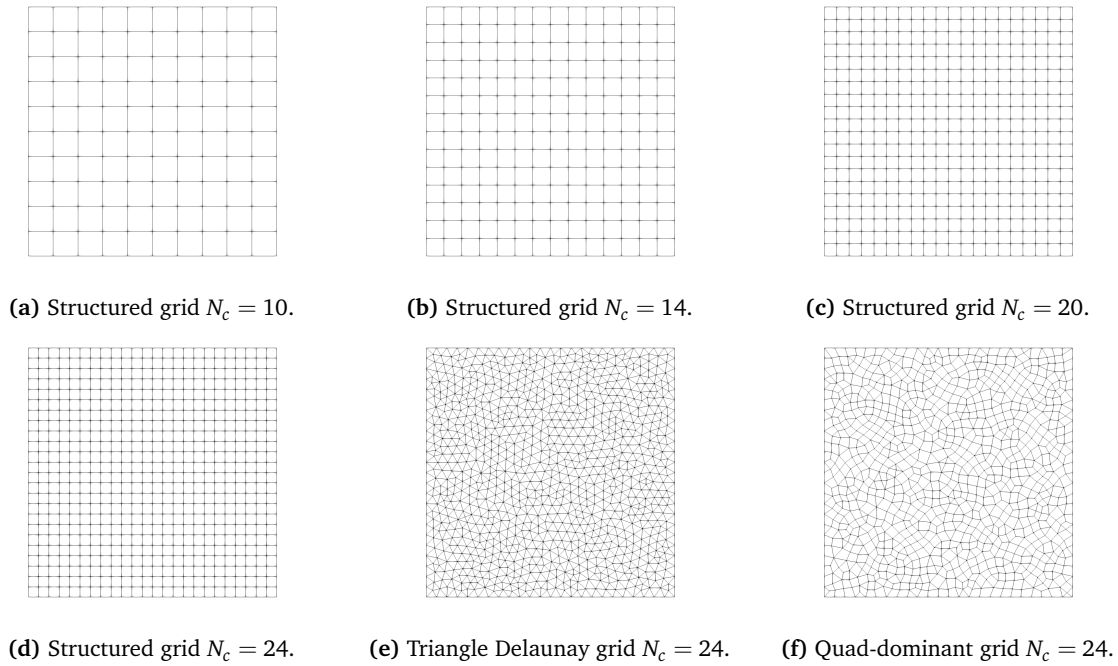 (a) Structured grid N_c = 10.
(b) Structured grid N_c = 14.
(c) Structured grid N_c = 20.
(d) Structured grid N_c = 24.
(e) Triangle Delaunay grid N_c = 24.
(f) Quad-dominant grid N_c = 24.